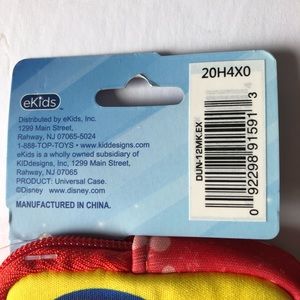 eKids
Distributed by eKids, Inc.
1299 Main Street,
Rahway, NJ 07065-5024
1-888-TOP-TOYS • www.kiddesigns.com
eKids is a wholly owned subsidiary of
KIDdesigns, Inc, 1299 Main Street,
Rahway, NJ 07065
PRODUCT: Universal Case.
©Disney • www.disney.com
MANUFACTURED IN CHINA.
20H4X0
DUN-12MK.EX
0 92298 91591 3